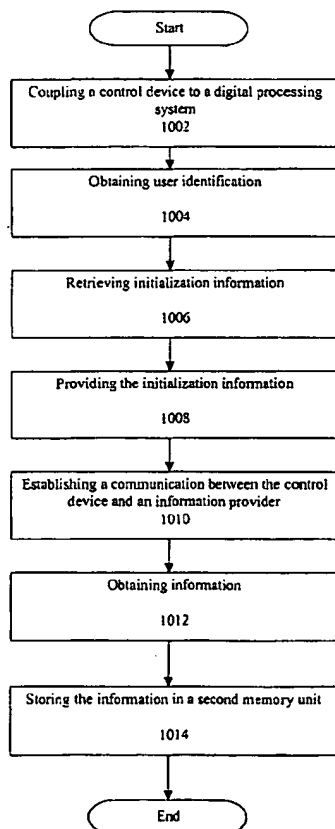 Start
Coupling a control device to a digital processing
system
1002
Obtaining user identification
1004
Retrieving initialization information
1006
Providing the initialization information
1008
Establishing a communication between the control
device and an information provider
1010
Obtaining information
1012
Storing the information in a second memory unit
1014
End